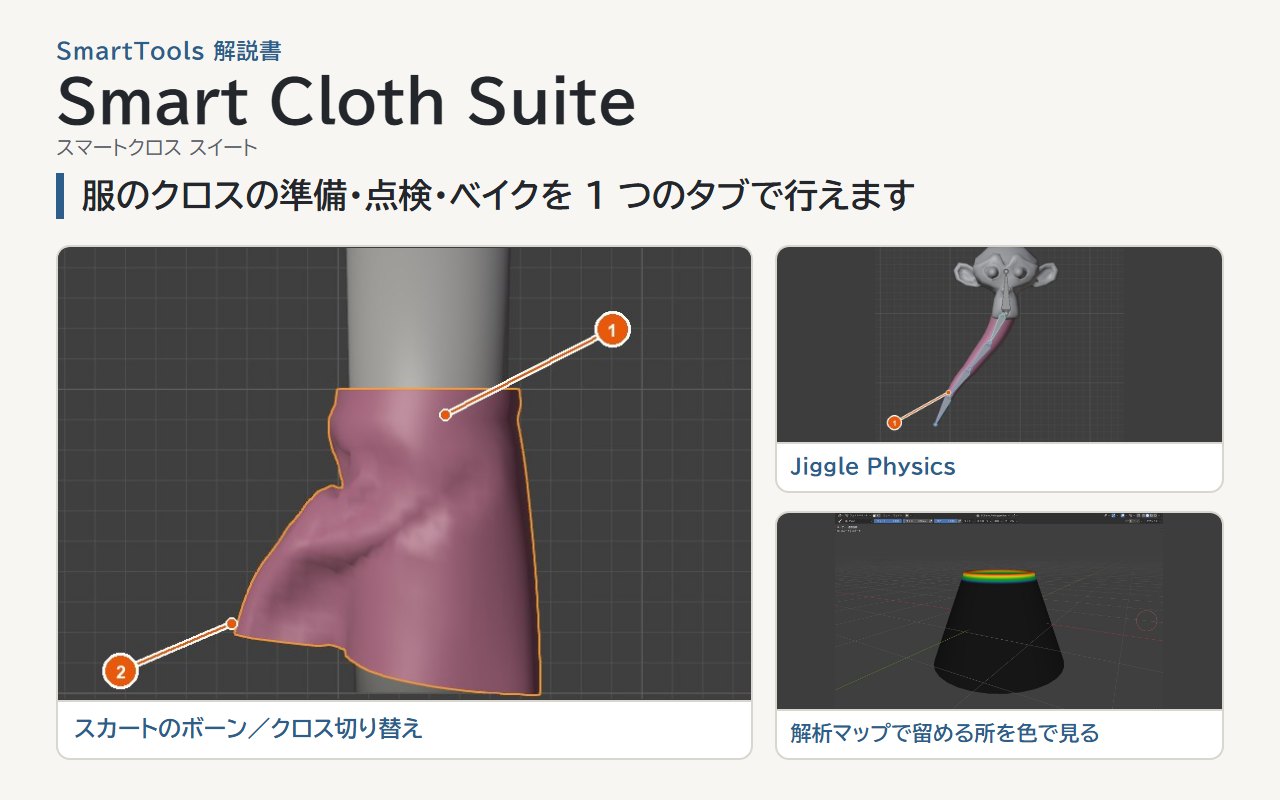 SmartTools 解説書
Smart Cloth Suite
スマートクロス スイート
服のクロスの準備・点検・ベイクを 1 つのタブで行えます
1
2
スカートのボーン／クロス切り替え
1
Jiggle Physics
解析マップで留める所を色で見る